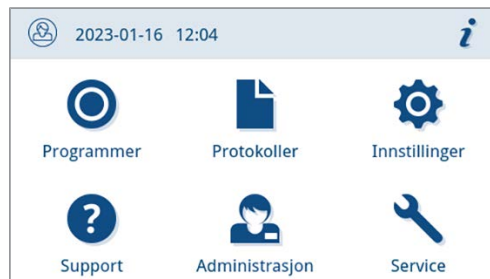 2023-01-16 12:04 i
Programmer Protokoller Innstillinger
? Support Administrasjon Service